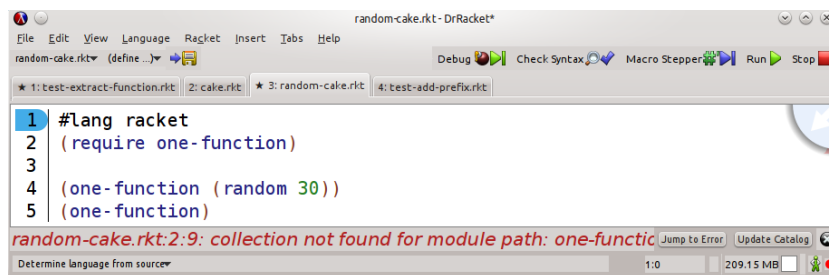 random-cake.rkt - DrRacket*
File Edit View Language Racket Insert Tabs Help
random-cake.rkt (define ...) Debug Check Syntax Macro Stepper Run Stop
★ 1: test-extract-function.rkt 2: cake.rkt ★ 3: random-cake.rkt 4: test-add-prefix.rkt
1 #lang racket
2 (require one-function)
3
4 (one-function (random 30))
5 (one-function)
random-cake.rkt:2:9: collection not found for module path: one-functio Jump to Error Update Catalog
Determine language from source 1:0 209.15 MB